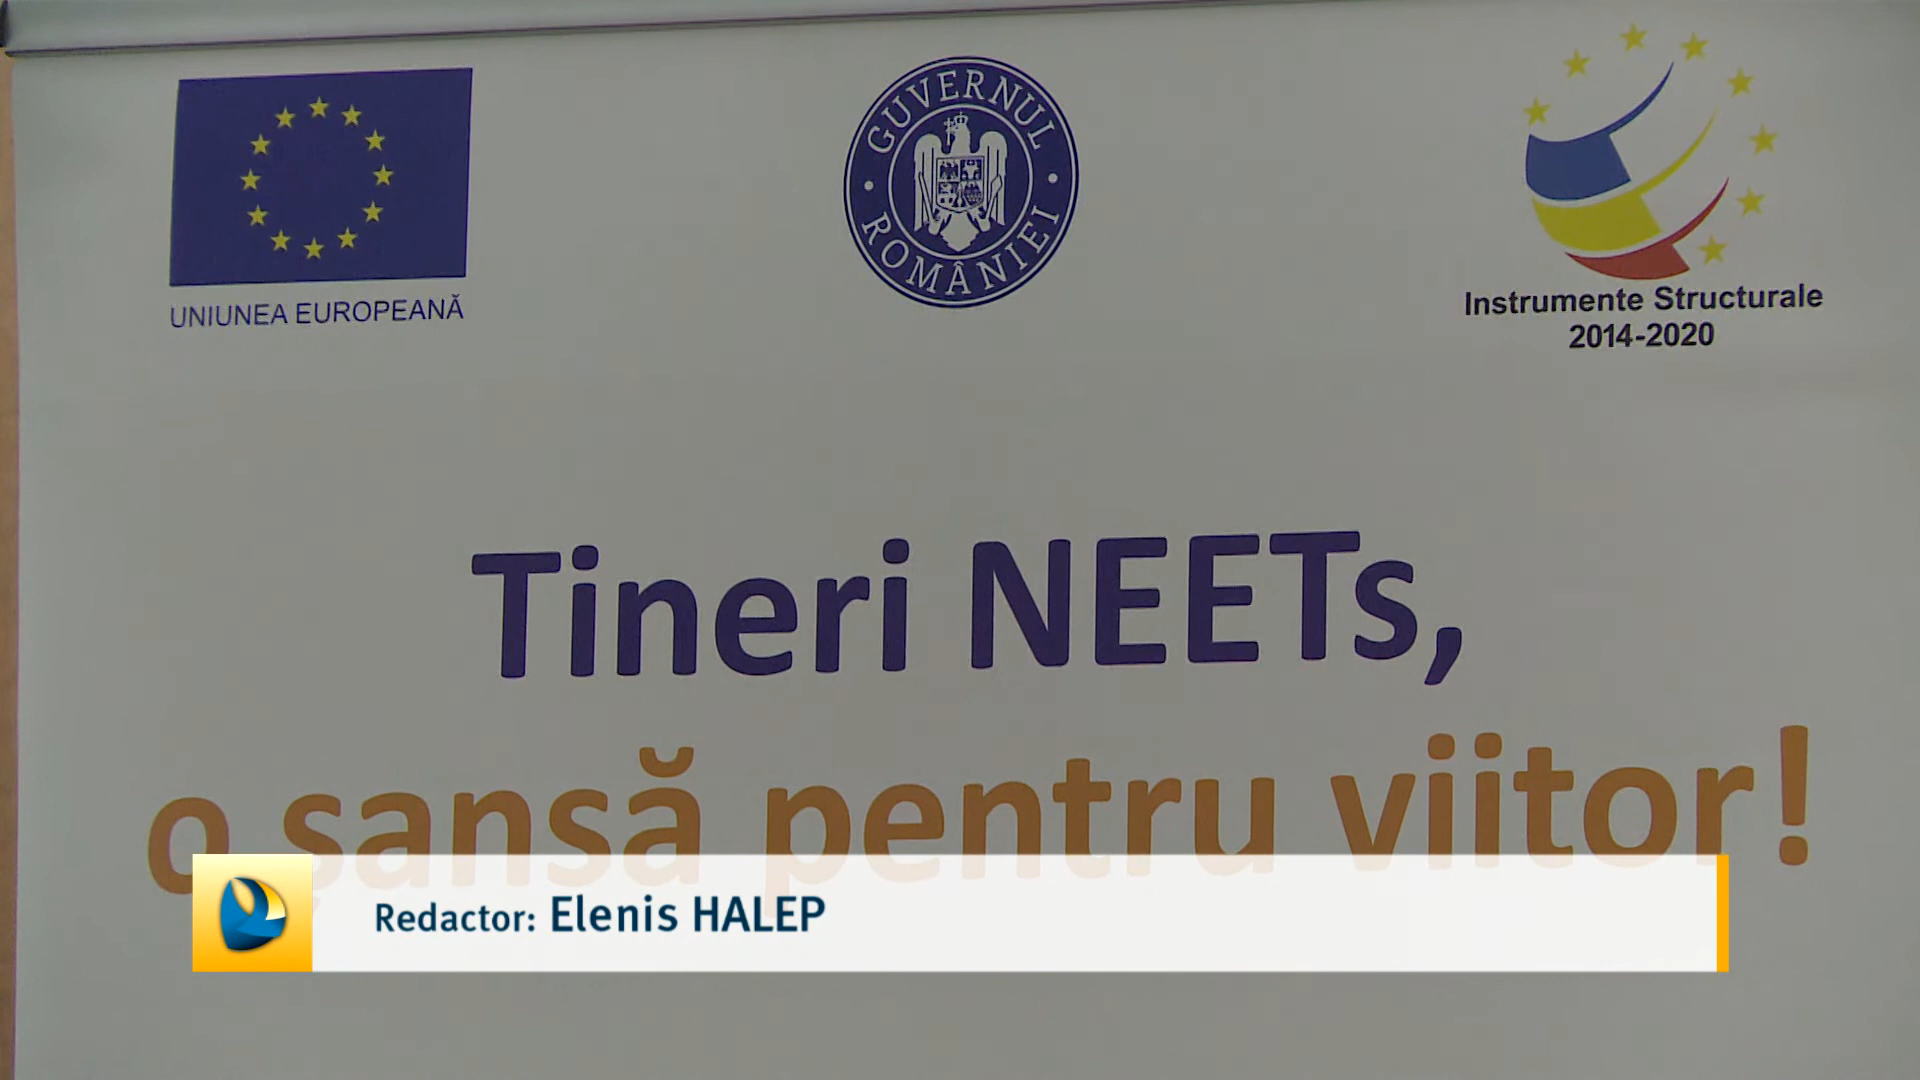 UNIUNEA EUROPEANĂ
GUVERNUL ROMÂNIEI
Instrumente Structurale
2014-2020
Tineri NEETs,
o șansă pentru viitor!
Redactor: Elenis HALEP